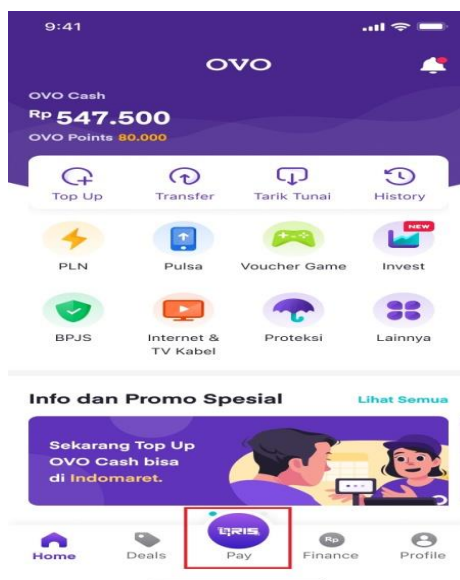 9:41
OVO
OVO Cash
Rp 547.500
OVO Points 80.000
Top Up Transfer Tarik Tunai History
NEW
PLN Pulsa Voucher Game Invest
BPJS Internet & TV Kabel Proteksi Lainnya
Info dan Promo Spesial Lihat Semua
Sekarang Top Up
OVO Cash bisa
di Indomaret.
QRIS
Rp
Home Deals Pay Finance Profile